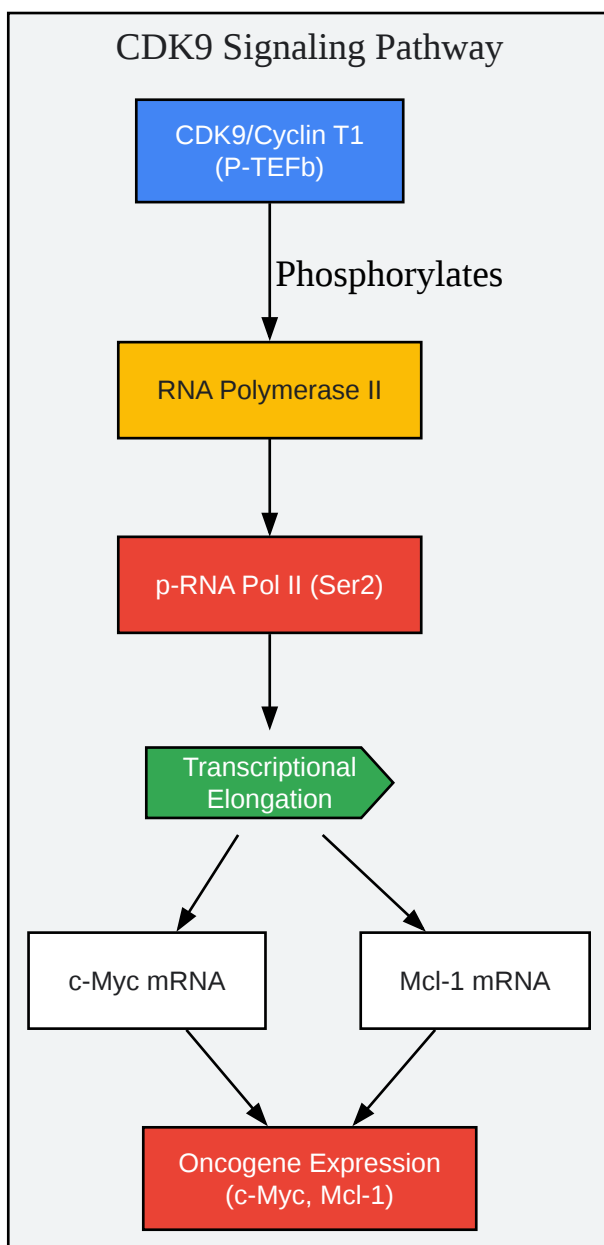 CDK9 Signaling Pathway
CDK9/Cyclin T1
(P-TEFb)
Phosphorylates
RNA Polymerase II
p-RNA Pol II (Ser2)
Transcriptional
Elongation
c-Myc mRNA
Mcl-1 mRNA
Oncogene Expression
(c-Myc, Mcl-1)